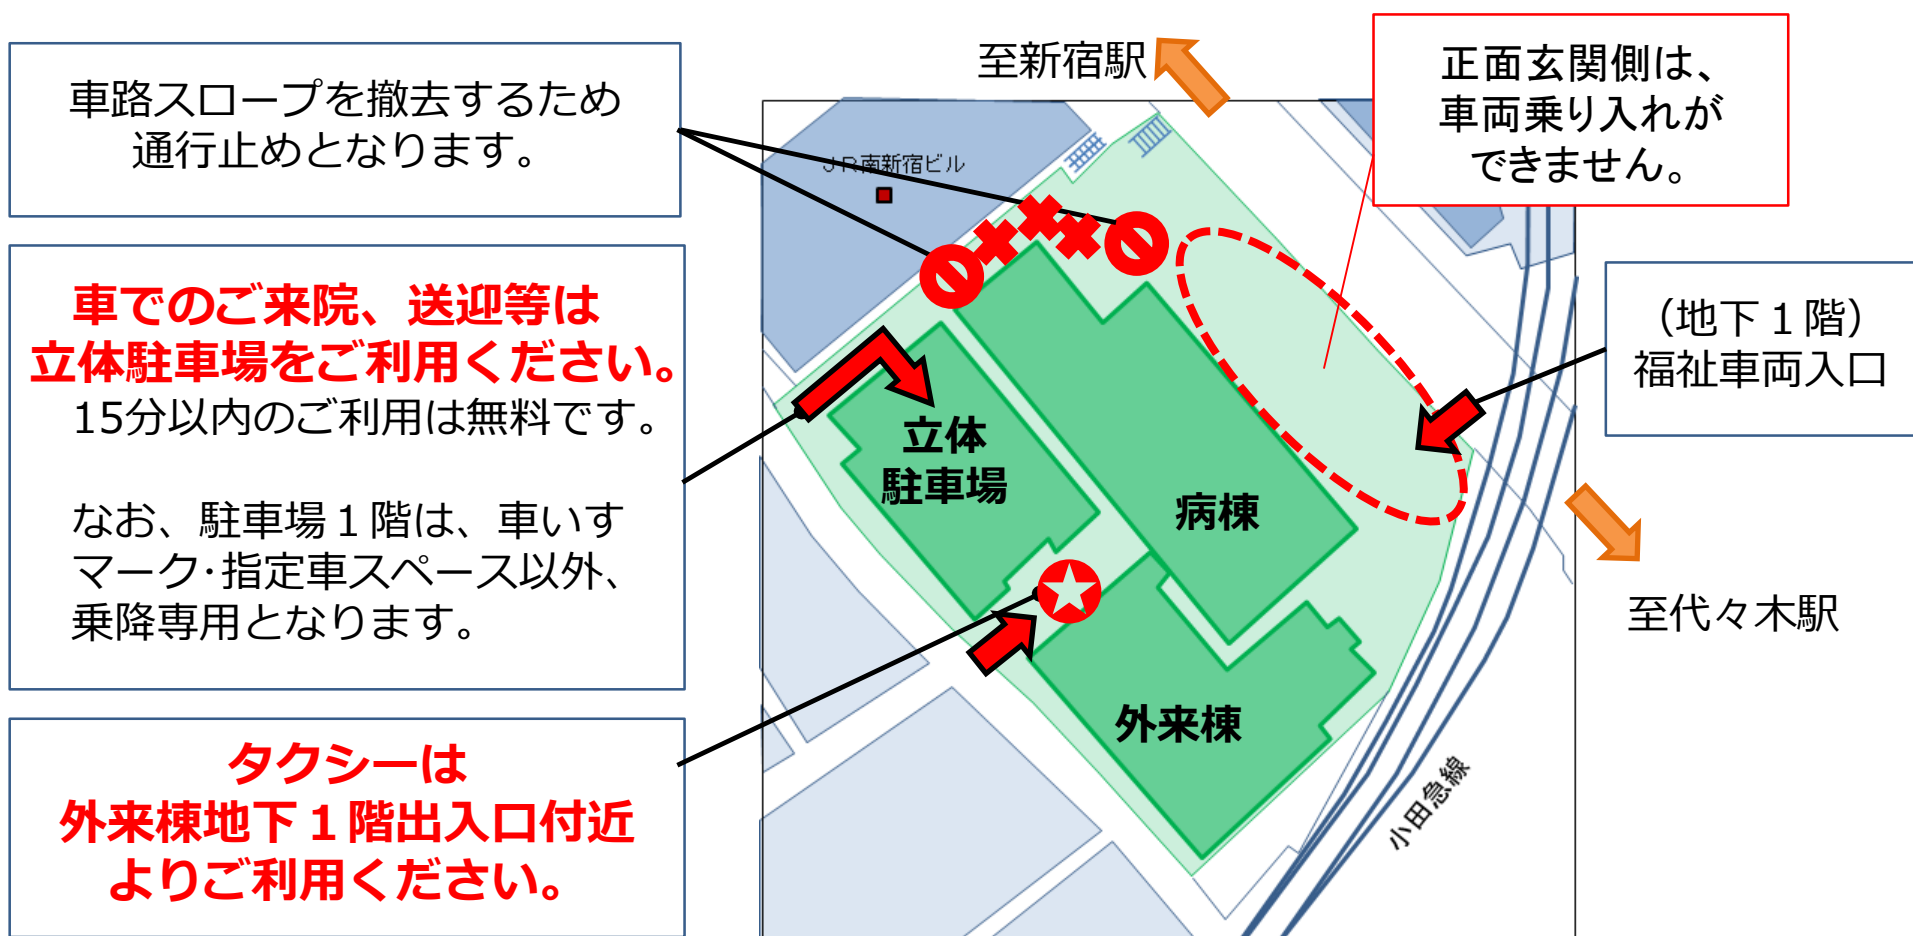 車路スロープを撤去するため
通行止めとなります。
車でのご来院、送迎等は
立体駐車場をご利用ください。
15分以内のご利用は無料です。
なお、駐車場１階は、車いす
マーク･指定車スペース以外、
乗降専用となります。
タクシーは
外来棟地下１階出入口付近
よりご利用ください。
至新宿駅
正面玄関側は、
車両乗り入れが
できません。
ＪＲ南新宿ビル
（地下１階）
福祉車両入口
立体
駐車場
病棟
外来棟
至代々木駅
小田急線